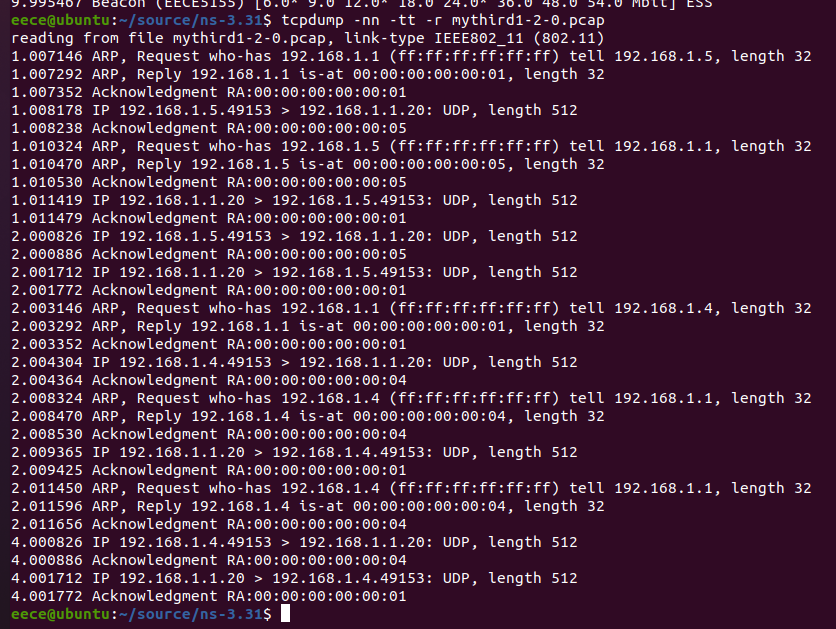 9.995467 Beacon (EECE5155) [6.0* 9.0 12.0* 18.0 24.0* 36.0 48.0 54.0 Mbit] ESS
eece@ubuntu:~/source/ns-3.31$ tcpdump -nn -tt -r mythird1-2-0.pcap
reading from file mythird1-2-0.pcap, link-type IEEE802_11 (802.11)
1.007146 ARP, Request who-has 192.168.1.1 (ff:ff:ff:ff:ff:ff) tell 192.168.1.5, length 32
1.007292 ARP, Reply 192.168.1.1 is-at 00:00:00:00:00:01, length 32
1.007352 Acknowledgment RA:00:00:00:00:00:01
1.008178 IP 192.168.1.5.49153 > 192.168.1.1.20: UDP, length 512
1.008238 Acknowledgment RA:00:00:00:00:00:05
1.010324 ARP, Request who-has 192.168.1.5 (ff:ff:ff:ff:ff:ff) tell 192.168.1.1, length 32
1.010470 ARP, Reply 192.168.1.5 is-at 00:00:00:00:00:05, length 32
1.010530 Acknowledgment RA:00:00:00:00:00:05
1.011419 IP 192.168.1.1.20 > 192.168.1.5.49153: UDP, length 512
1.011479 Acknowledgment RA:00:00:00:00:00:01
2.000826 IP 192.168.1.5.49153 > 192.168.1.1.20: UDP, length 512
2.000886 Acknowledgment RA:00:00:00:00:00:05
2.001712 IP 192.168.1.1.20 > 192.168.1.5.49153: UDP, length 512
2.001772 Acknowledgment RA:00:00:00:00:00:01
2.003146 ARP, Request who-has 192.168.1.1 (ff:ff:ff:ff:ff:ff) tell 192.168.1.4, length 32
2.003292 ARP, Reply 192.168.1.1 is-at 00:00:00:00:00:01, length 32
2.003352 Acknowledgment RA:00:00:00:00:00:01
2.004304 IP 192.168.1.4.49153 > 192.168.1.1.20: UDP, length 512
2.004364 Acknowledgment RA:00:00:00:00:00:04
2.008324 ARP, Request who-has 192.168.1.4 (ff:ff:ff:ff:ff:ff) tell 192.168.1.1, length 32
2.008470 ARP, Reply 192.168.1.4 is-at 00:00:00:00:00:04, length 32
2.008530 Acknowledgment RA:00:00:00:00:00:04
2.009365 IP 192.168.1.1.20 > 192.168.1.4.49153: UDP, length 512
2.009425 Acknowledgment RA:00:00:00:00:00:01
2.011450 ARP, Request who-has 192.168.1.4 (ff:ff:ff:ff:ff:ff) tell 192.168.1.1, length 32
2.011596 ARP, Reply 192.168.1.4 is-at 00:00:00:00:00:04, length 32
2.011656 Acknowledgment RA:00:00:00:00:00:04
4.000826 IP 192.168.1.4.49153 > 192.168.1.1.20: UDP, length 512
4.000886 Acknowledgment RA:00:00:00:00:00:04
4.001712 IP 192.168.1.1.20 > 192.168.1.4.49153: UDP, length 512
4.001772 Acknowledgment RA:00:00:00:00:00:01
eece@ubuntu:~/source/ns-3.31$